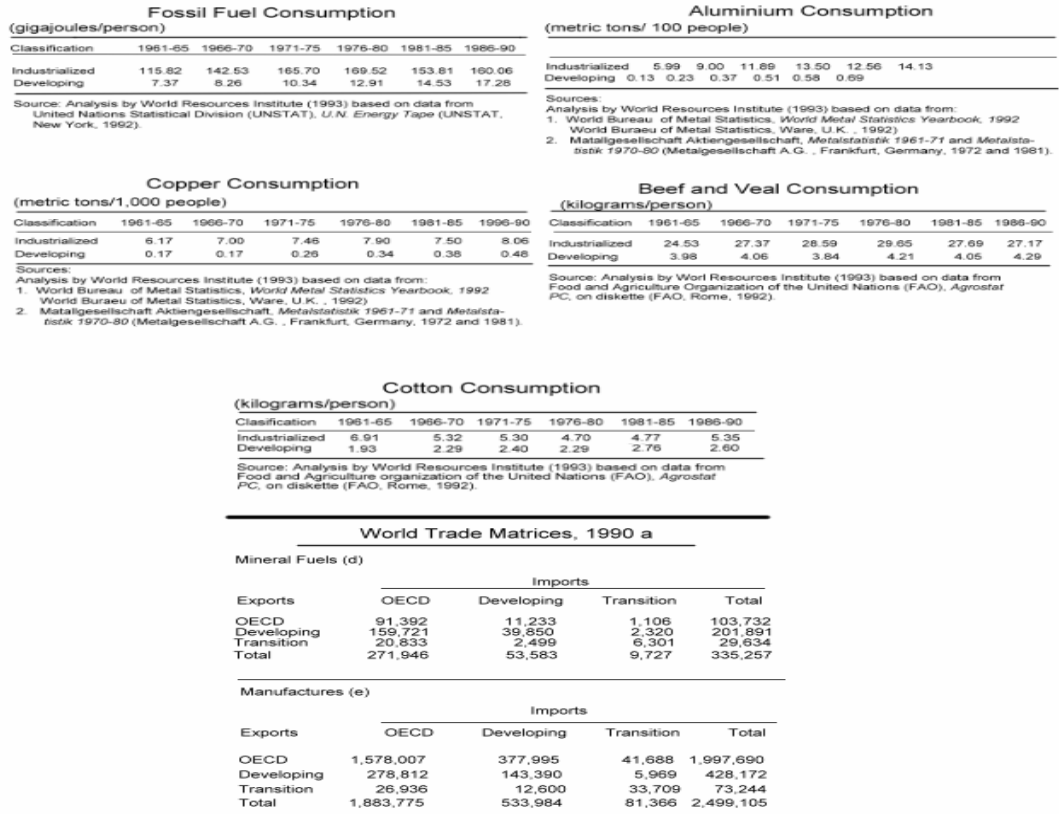 Fossil Fuel Consumption
(gigajoules/person)
Classification 1961-65 1966-70 1971-75 1976-80 1981-85 1986-90
Industrialized 115.82 142.53 165.70 169.52 153.81 160.06
Developing 7.37 8.26 10.34 12.91 14.53 17.28
Source: Analysis by World Resources Institute (1993) based on data from
United Nations Statistical Division (UNSTAT), U.N. Energy Tape (UNSTAT,
New York, 1992).
Aluminium Consumption
(metric tons/ 100 people)
Industrialized 5.99 9.00 11.89 13.50 12.56 14.13
Developing 0.13 0.23 0.37 0.51 0.58 0.69
Sources:
Analysis by World Resources Institute (1993) based on data from:
1. World Bureau of Metal Statistics, World Metal Statistics Yearbook, 1992
World Buraeu of Metal Statistics, Ware, U.K. , 1992)
2. Matallgesellschaft Aktiengesellschaft, Metalstatistik 1961-71 and Metalsta-
tistik 1970-80 (Metalgesellschaft A.G. , Frankfurt, Germany, 1972 and 1981).
Copper Consumption
(metric tons/1,000 people)
Classification 1961-65 1966-70 1971-75 1976-80 1981-85 1996-90
Industrialized 6.17 7.00 7.46 7.90 7.50 8.06
Developing 0.17 0.17 0.26 0.34 0.38 0.48
Sources:
Analysis by World Resources Institute (1993) based on data from:
1. World Bureau of Metal Statistics, World Metal Statistics Yearbook, 1992
World Buraeu of Metal Statistics, Ware, U.K. , 1992)
2. Matallgesellschaft Aktiengesellschaft, Metalstatistik 1961-71 and Metalsta-
tistik 1970-80 (Metalgesellschaft A.G. , Frankfurt, Germany, 1972 and 1981).
Beef and Veal Consumption
(kilograms/person)
Classification 1961-65 1966-70 1971-75 1976-80 1981-85 1986-90
Industrialized 24.53 27.37 28.59 29.65 27.69 27.17
Developing 3.98 4.06 3.84 4.21 4.05 4.29
Source: Analysis by Worl Resources Institute (1993) based on data from
Food and Agriculture Organization of the United Nations (FAO), Agrostat
PC, on diskette (FAO, Rome, 1992).
Cotton Consumption
(kilograms/person)
Clasification 1961-65 1966-70 1971-75 1976-80 1981-85 1986-90
Industrialized 6.91 5.32 5.30 4.70 4.77 5.35
Developing 1.93 2.29 2.40 2.29 2.76 2.60
Source: Analysis by World Resources Institute (1993) based on data from
Food and Agriculture organization of the United Nations (FAO), Agrostat
PC, on diskette (FAO, Rome, 1992).
World Trade Matrices, 1990 a
Mineral Fuels (d)
Imports
Exports OECD Developing Transition Total
OECD 91,392 11,233 1,106 103,732
Developing 159,721 39,850 2,320 201,891
Transition 20,833 2,499 6,301 29,634
Total 271,946 53,583 9,727 335,257
Manufactures (e)
Imports
Exports OECD Developing Transition Total
OECD 1,578,007 377,995 41,688 1,997,690
Developing 278,812 143,390 5,969 428,172
Transition 26,936 12,600 33,709 73,244
Total 1,883,775 533,984 81,366 2,499,105